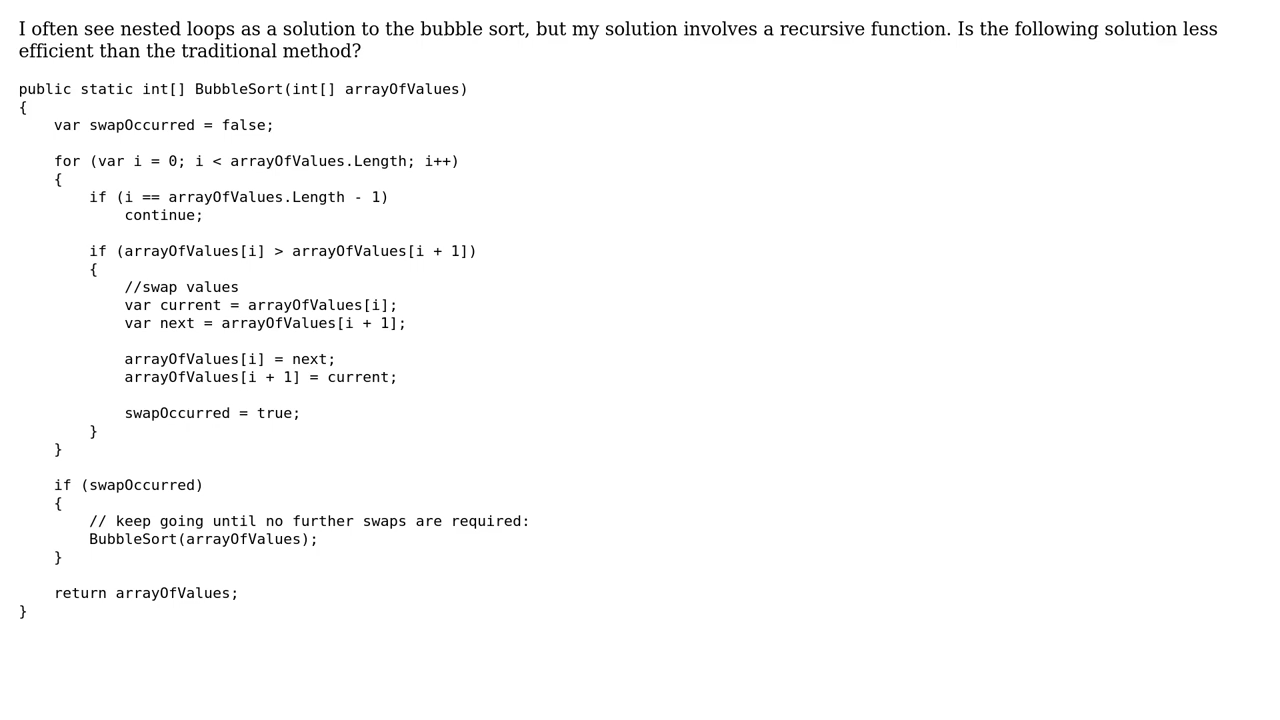 I often see nested loops as a solution to the bubble sort, but my solution involves a recursive function. Is the following solution less
efficient than the traditional method?
public static int[] BubbleSort(int[] arrayOfValues)
{
    var swapOccurred = false;

    for (var i = 0; i < arrayOfValues.Length; i++)
    {
        if (i == arrayOfValues.Length - 1)
            continue;

        if (arrayOfValues[i] > arrayOfValues[i + 1])
        {
            //swap values
            var current = arrayOfValues[i];
            var next = arrayOfValues[i + 1];

            arrayOfValues[i] = next;
            arrayOfValues[i + 1] = current;

            swapOccurred = true;
        }
    }

    if (swapOccurred)
    {
        // keep going until no further swaps are required:
        BubbleSort(arrayOfValues);
    }

    return arrayOfValues;
}